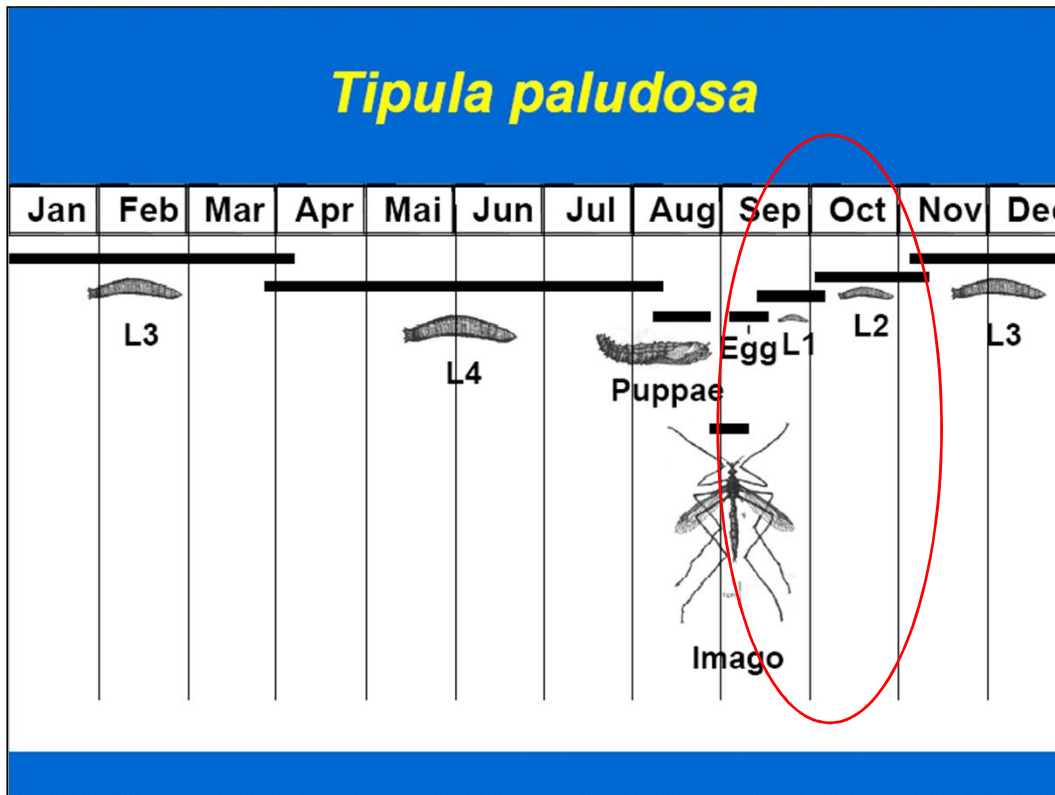 Tipula paludosa
Jan Feb Mar Apr Mai Jun Jul Aug Sep Oct Nov Dec
L3 L4 Puppae Egg L1 L2 L3
Imago